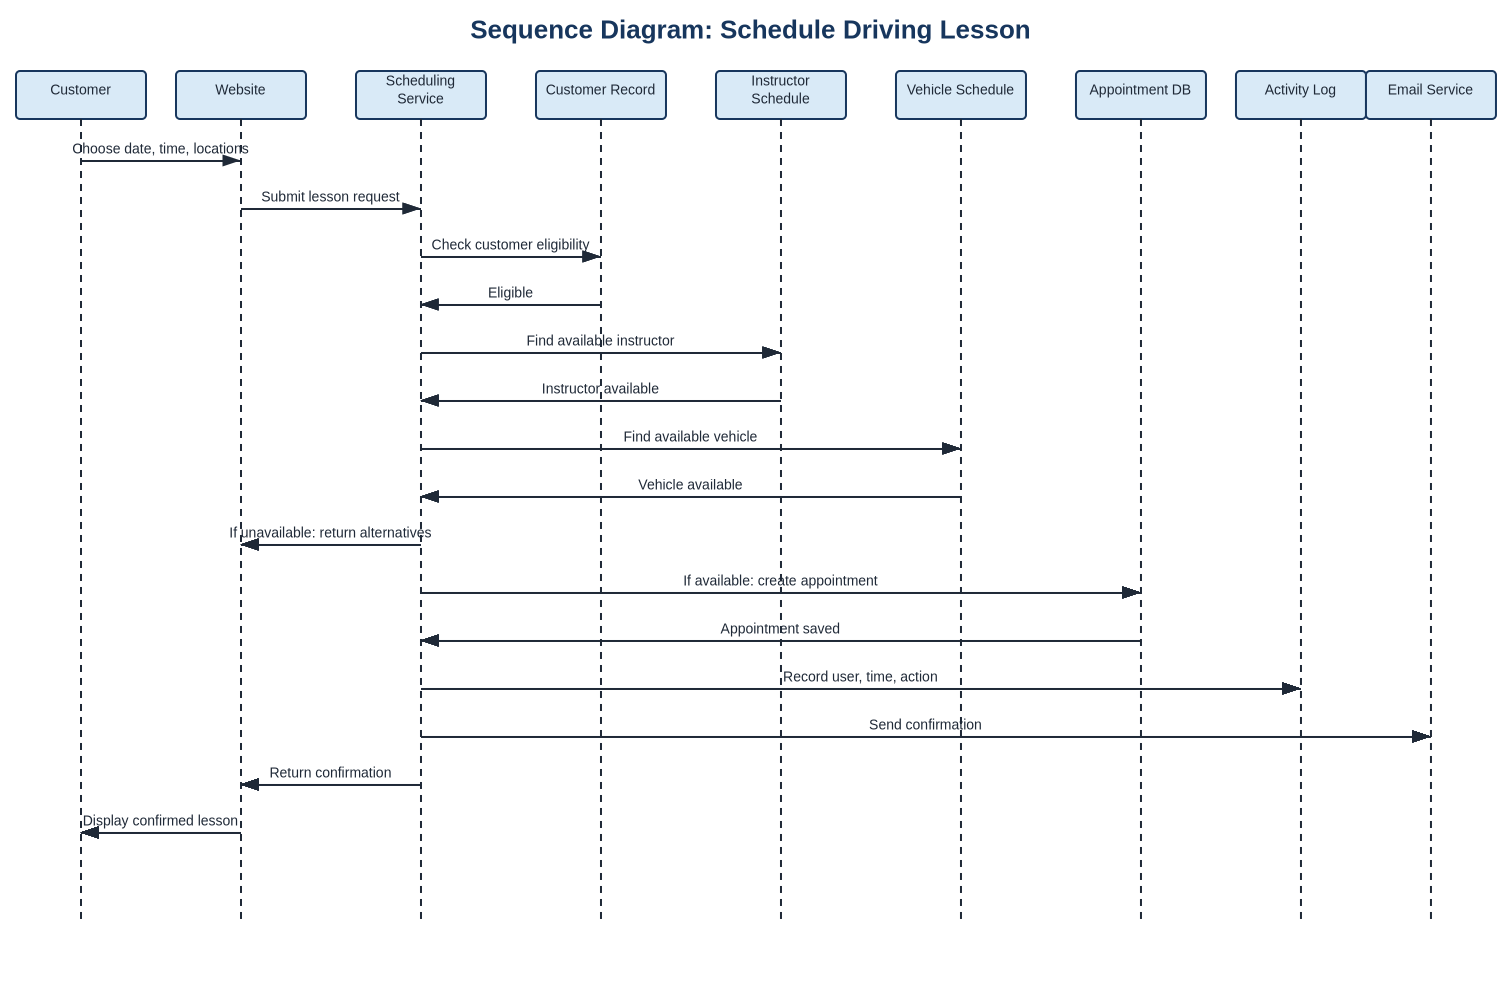 Sequence Diagram: Schedule Driving Lesson
Customer
Website
Scheduling
Service
Customer Record
Instructor
Schedule
Vehicle Schedule
Appointment DB
Activity Log
Email Service
Choose date, time, locations
Submit lesson request
Check customer eligibility
Eligible
Find available instructor
Instructor available
Find available vehicle
Vehicle available
If unavailable: return alternatives
If available: create appointment
Appointment saved
Record user, time, action
Send confirmation
Return confirmation
Display confirmed lesson